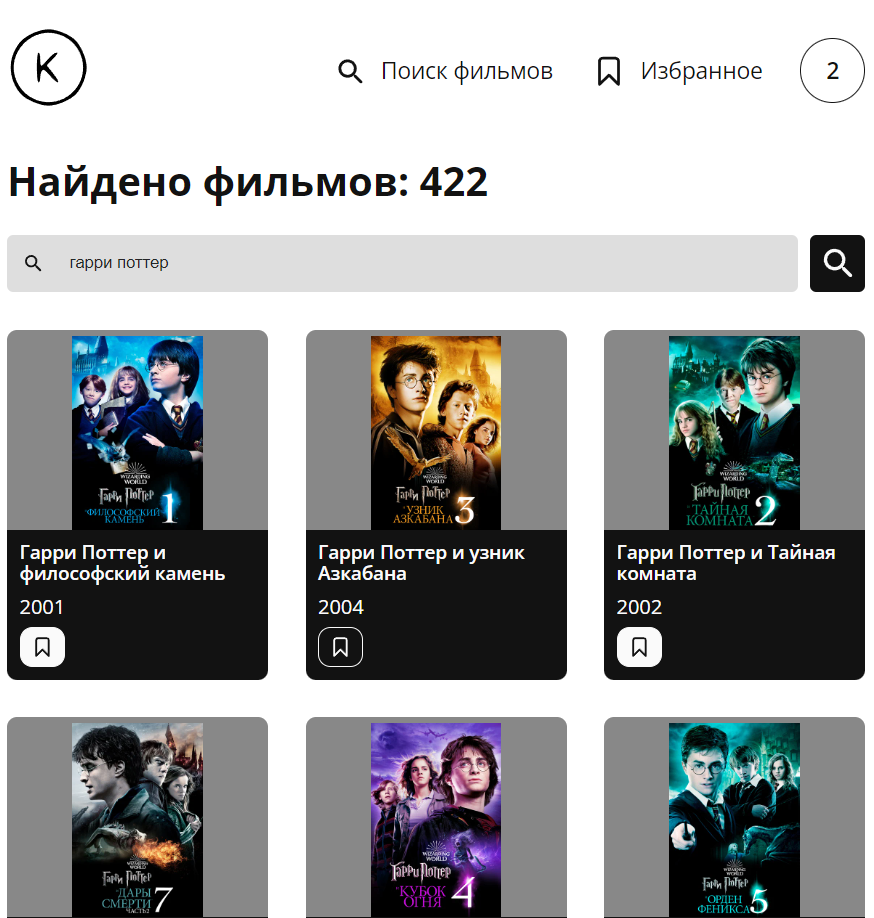 K
Поиск фильмов
Избранное
2
Найдено фильмов: 422
гарри поттер
WIZARDING
WORLD
Гарри Поттер
ФИЛОСОФСКИЙ
КАМЕНЬ
1
WIZARDING
WORLD
Гарри Поттер
и УЗНИК
АЗКАБАНА
3
WIZARDING
WORLD
Гарри Поттер
и ТАЙНАЯ
КОМНАТА
2
Гарри Поттер и
философский камень
2001
Гарри Поттер и узник
Азкабана
2004
Гарри Поттер и Тайная
комната
2002
WIZARDING
WORLD
Гарри Поттер
и ДАРЫ
СМЕРТИ
ЧАСТЬ 2
7
WIZARDING
WORLD
Гарри Поттер
и КУБОК
ОГНЯ
4
WIZARDING
WORLD
Гарри Поттер
и ОРДЕН
ФЕНИКСА
5